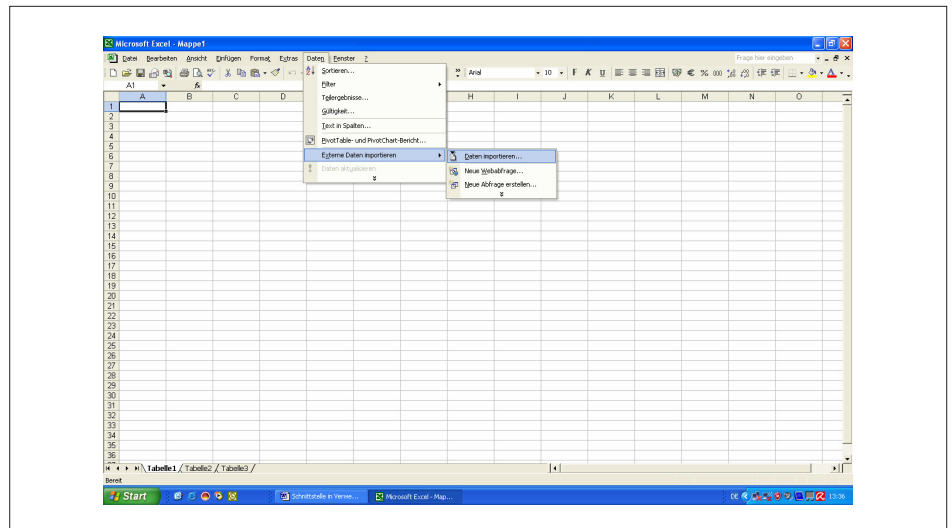 Microsoft Excel - Mappe1
Datei Bearbeiten Ansicht Einfügen Format Extras Daten Fenster ?
Frage hier eingeben
Arial 10 F K U € % 000
A1 fx
A B C D H I J K L M N O
Sortieren...
Filter
Teilergebnisse...
Gültigkeit...
Text in Spalten...
PivotTable- und PivotChart-Bericht...
Externe Daten importieren
Daten aktualisieren
Daten importieren...
Neue Webabfrage...
Neue Abfrage erstellen...
1
2
3
4
5
6
7
8
9
10
11
12
13
14
15
16
17
18
19
20
21
22
23
24
25
26
27
28
29
30
31
32
33
34
35
36
Tabelle1 Tabelle2 Tabelle3
Bereit
Start
Schnittstelle in Verwe...
Microsoft Excel - Map...
DE
13:36